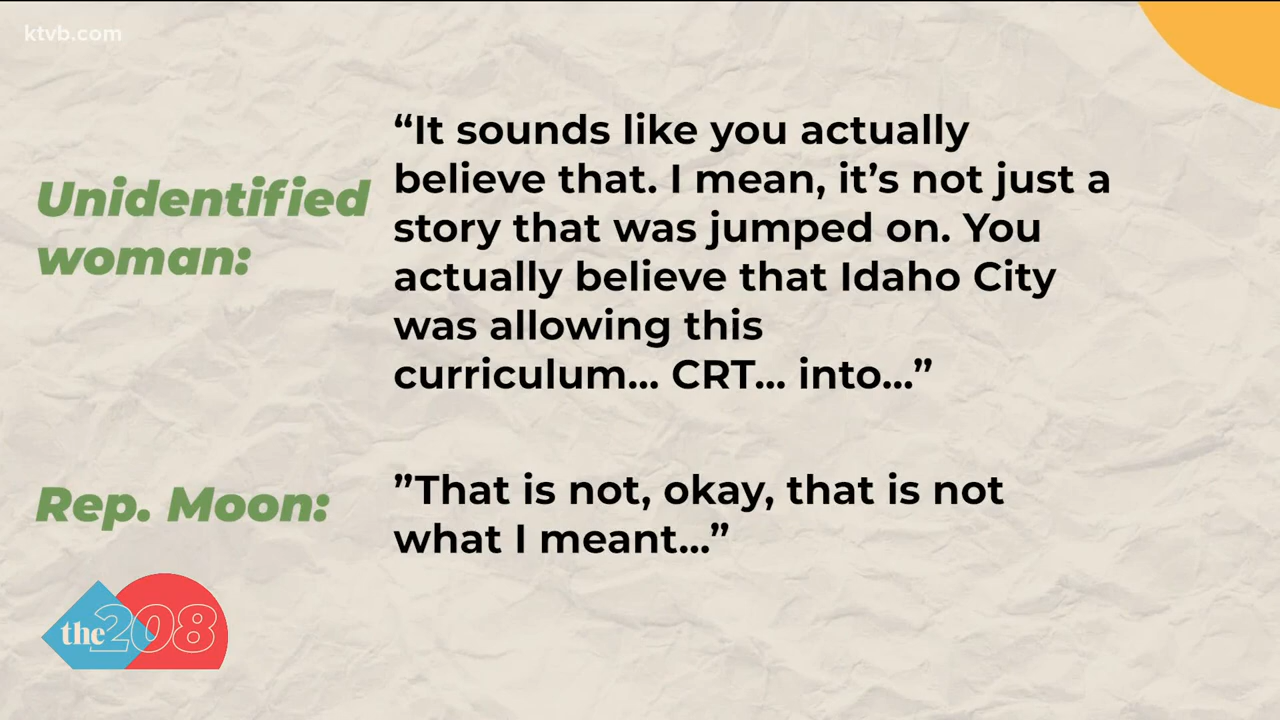 ktvb.com
“It sounds like you actually
believe that. I mean, it’s not just a
story that was jumped on. You
actually believe that Idaho City
was allowing this
curriculum... CRT... into...”
Unidentified
woman:
”That is not, okay, that is not
what I meant...”
Rep. Moon:
the208